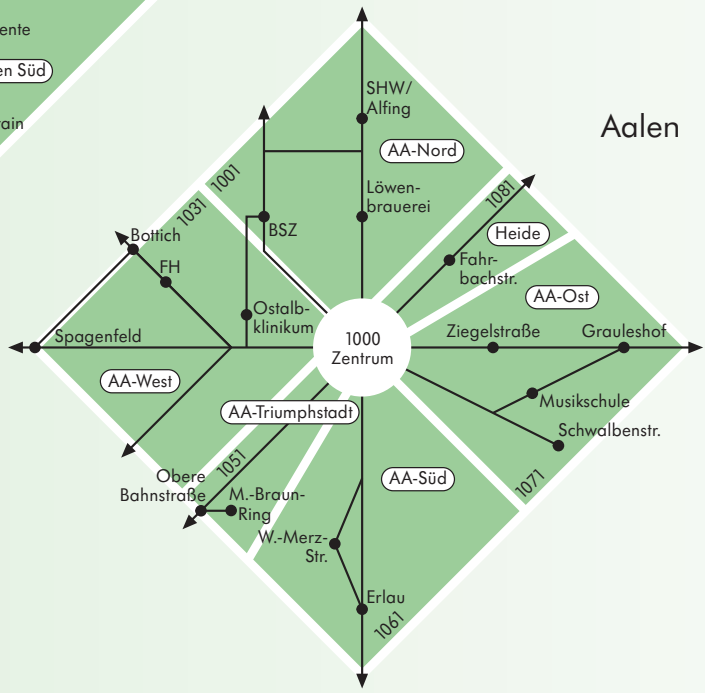 ente
en Süd
ain
Aalen
SHW/
Alfing
AA-Nord
1001
1081
1031
Löwen-
brauerei
BSZ
Heide
Bottich
FH
Fahr-
bachstr.
AA-Ost
Ostalb-
klinikum
1000
Zentrum
Ziegelstraße
Grauleshof
Spagenfeld
AA-West
Musikschule
AA-Triumphstadt
Schwalbenstr.
1051
AA-Süd
1071
Obere
Bahnstraße
M.-Braun-
Ring
W.-Merz-
Str.
Erlau
1061